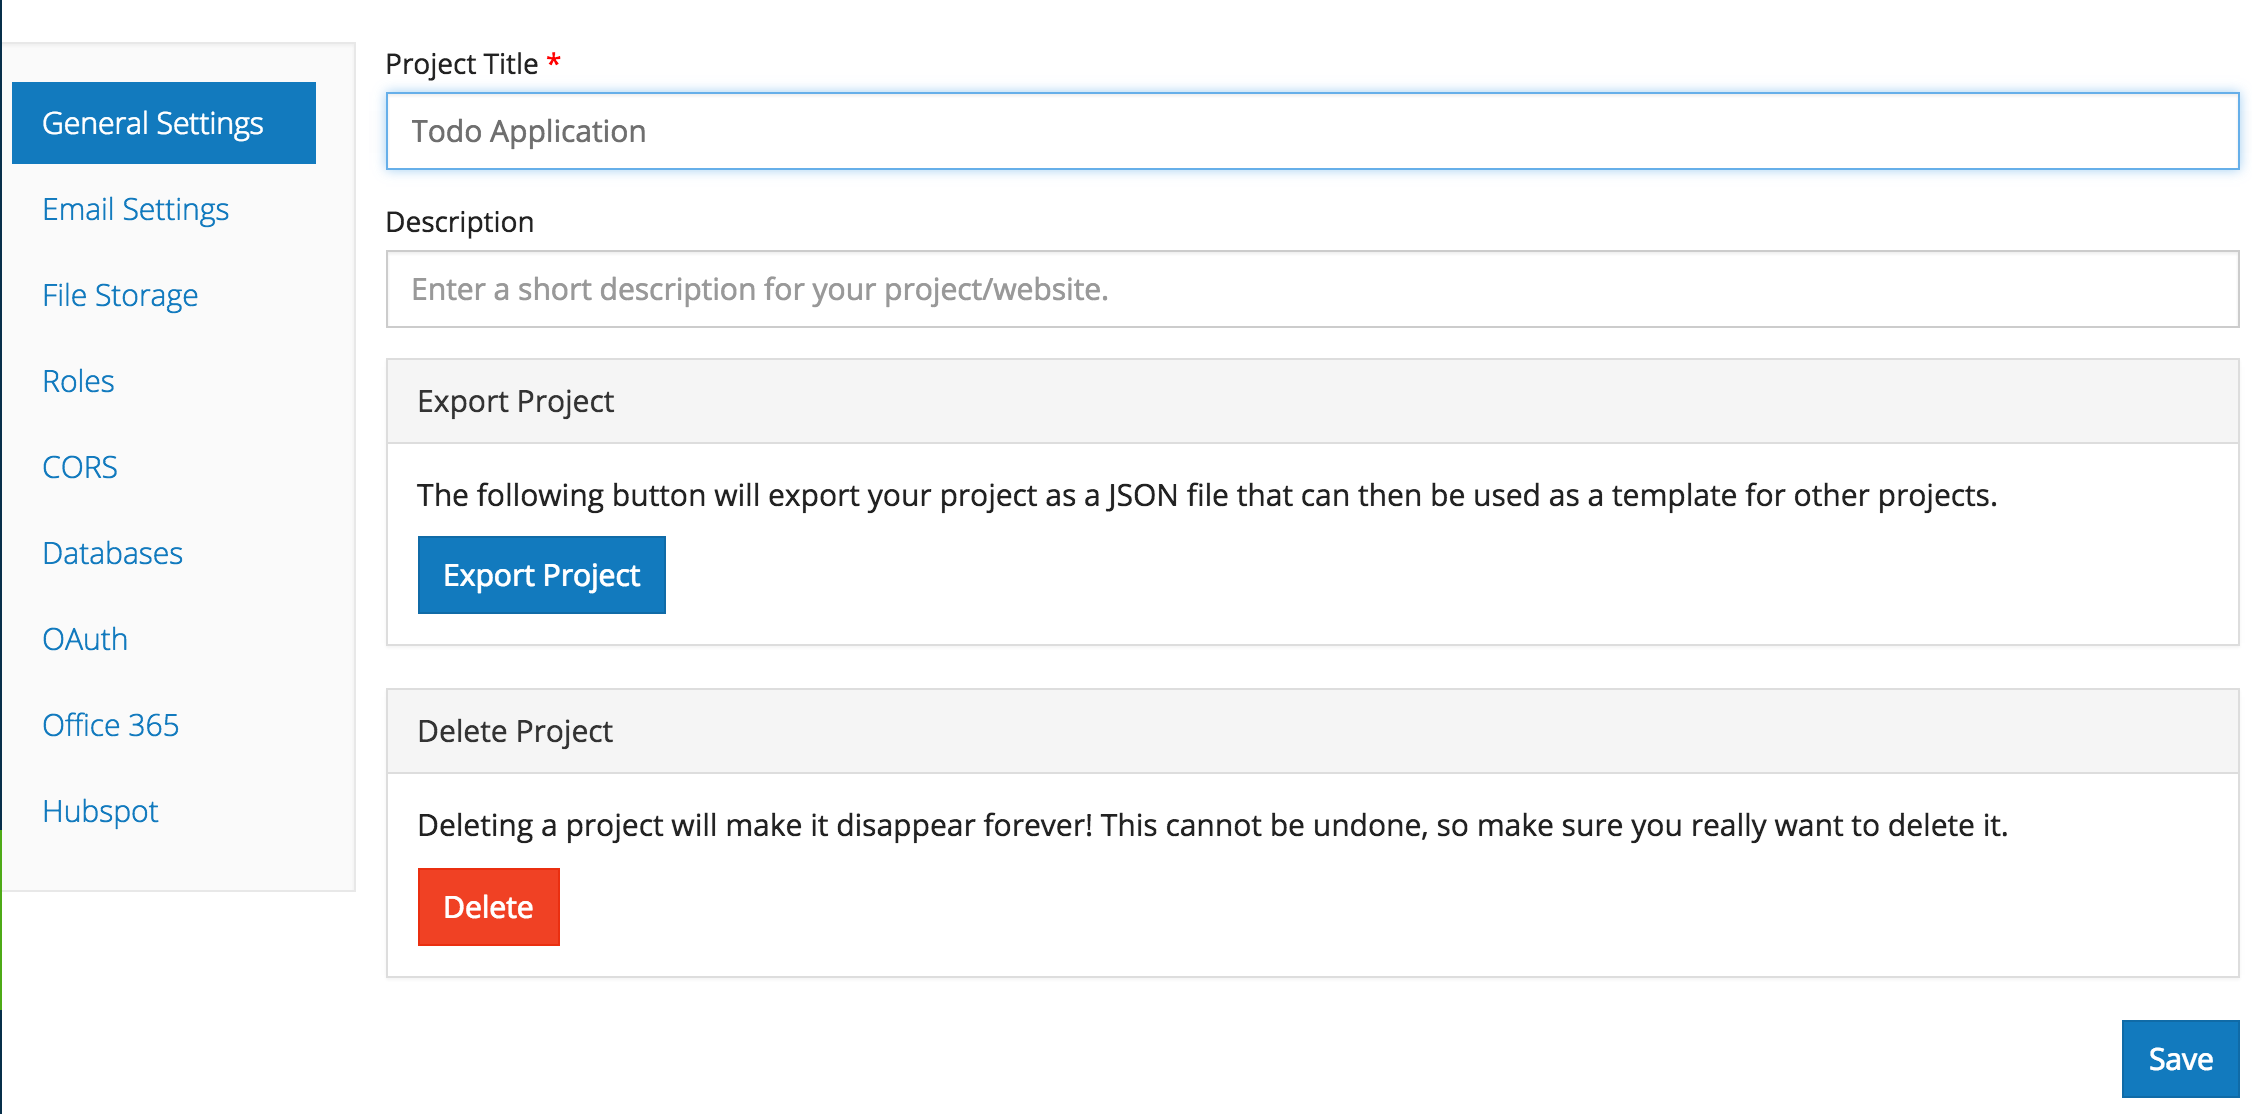 General Settings
Email Settings
File Storage
Roles
CORS
Databases
OAuth
Office 365
Hubspot
Project Title *
Todo Application
Description
Enter a short description for your project/website.
Export Project
The following button will export your project as a JSON file that can then be used as a template for other projects.
Export Project
Delete Project
Deleting a project will make it disappear forever! This cannot be undone, so make sure you really want to delete it.
Delete
Save